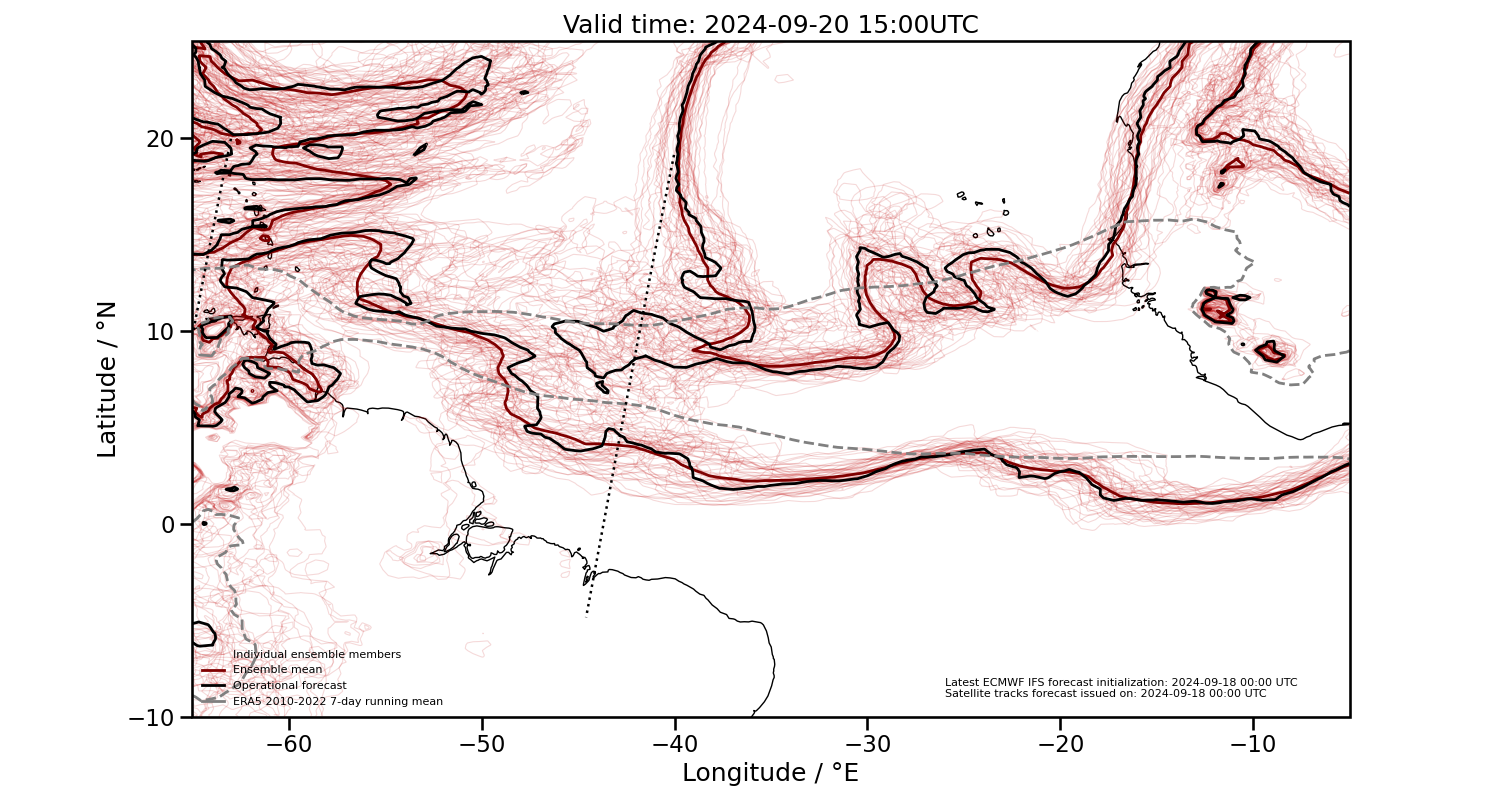 Valid time: 2024-09-20 15:00UTC
Latitude / °N
20
10
0
−10
Individual ensemble members
Ensemble mean
Operational forecast
ERA5 2010-2022 7-day running mean
Latest ECMWF IFS forecast initialization: 2024-09-18 00:00 UTC
Satellite tracks forecast issued on: 2024-09-18 00:00 UTC
−60
−50
−40
−30
−20
−10
Longitude / °E